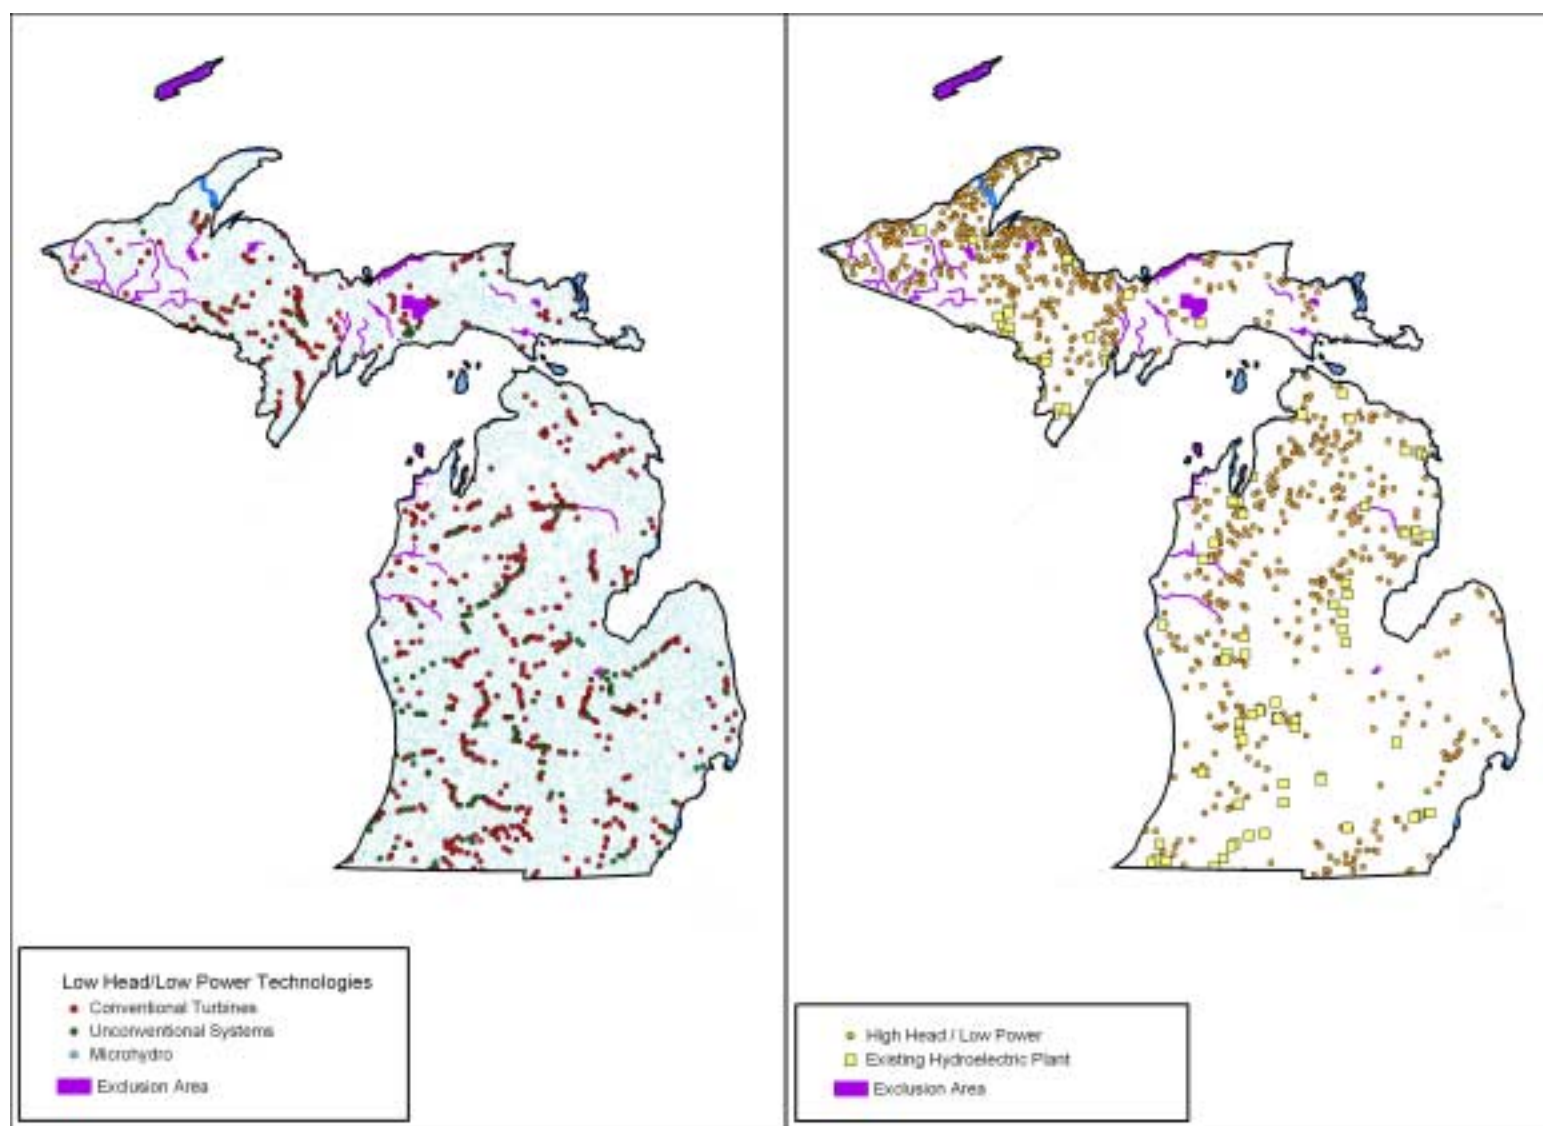 Low Head/Low Power Technologies
Conventional Turbines
Unconventional Systems
Microhydro
Exclusion Area
High Head / Low Power
Existing Hydroelectric Plant
Exclusion Area